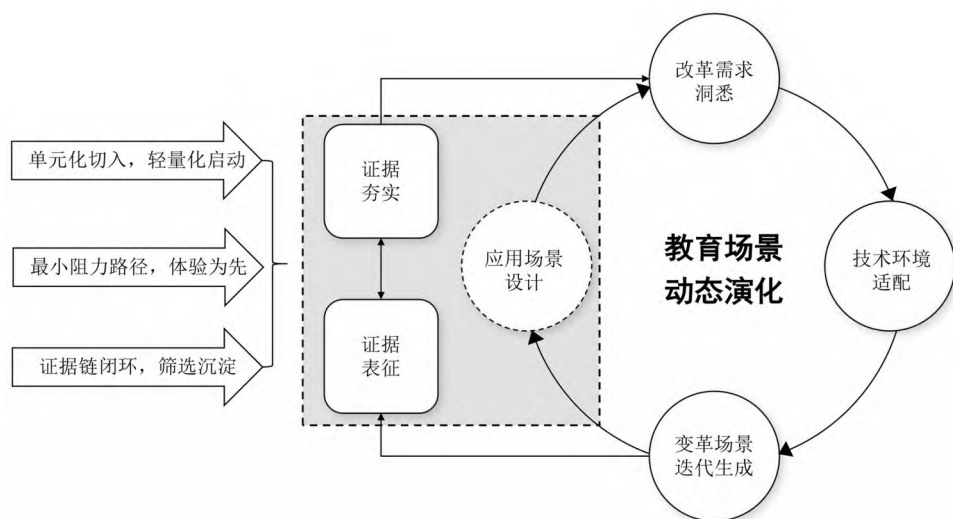 改革需求
洞悉
单元化切入，轻量化启动
证据
夯实
最小阻力路径，体验为先
应用场景
设计
教育场景
动态演化
技术环境
适配
证据链闭环，筛选沉淀
证据
表征
变革场景
迭代生成